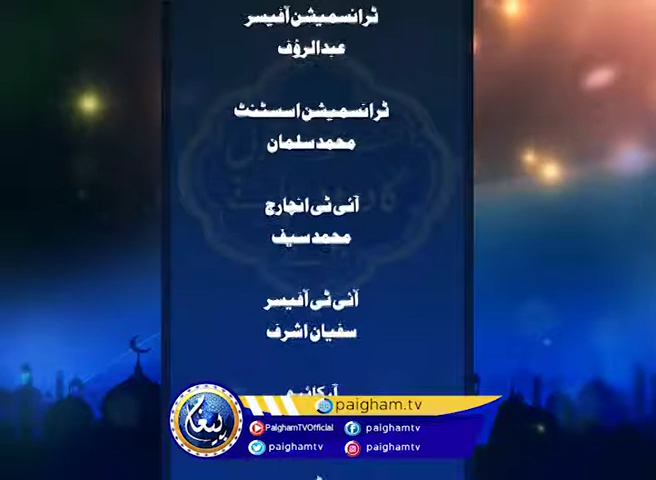 ٹرانسمیشن آفیسر
عبدالرؤف
ٹرانسمیشن اسسٹنٹ
محمد سلمان
آئی ٹی انچارج
محمد سیف
آئی ٹی آفیسر
سفیان اشرف
پیغام
paigham.tv
PaighamTVOfficial
paighamtv
paighamtv
paighamtv